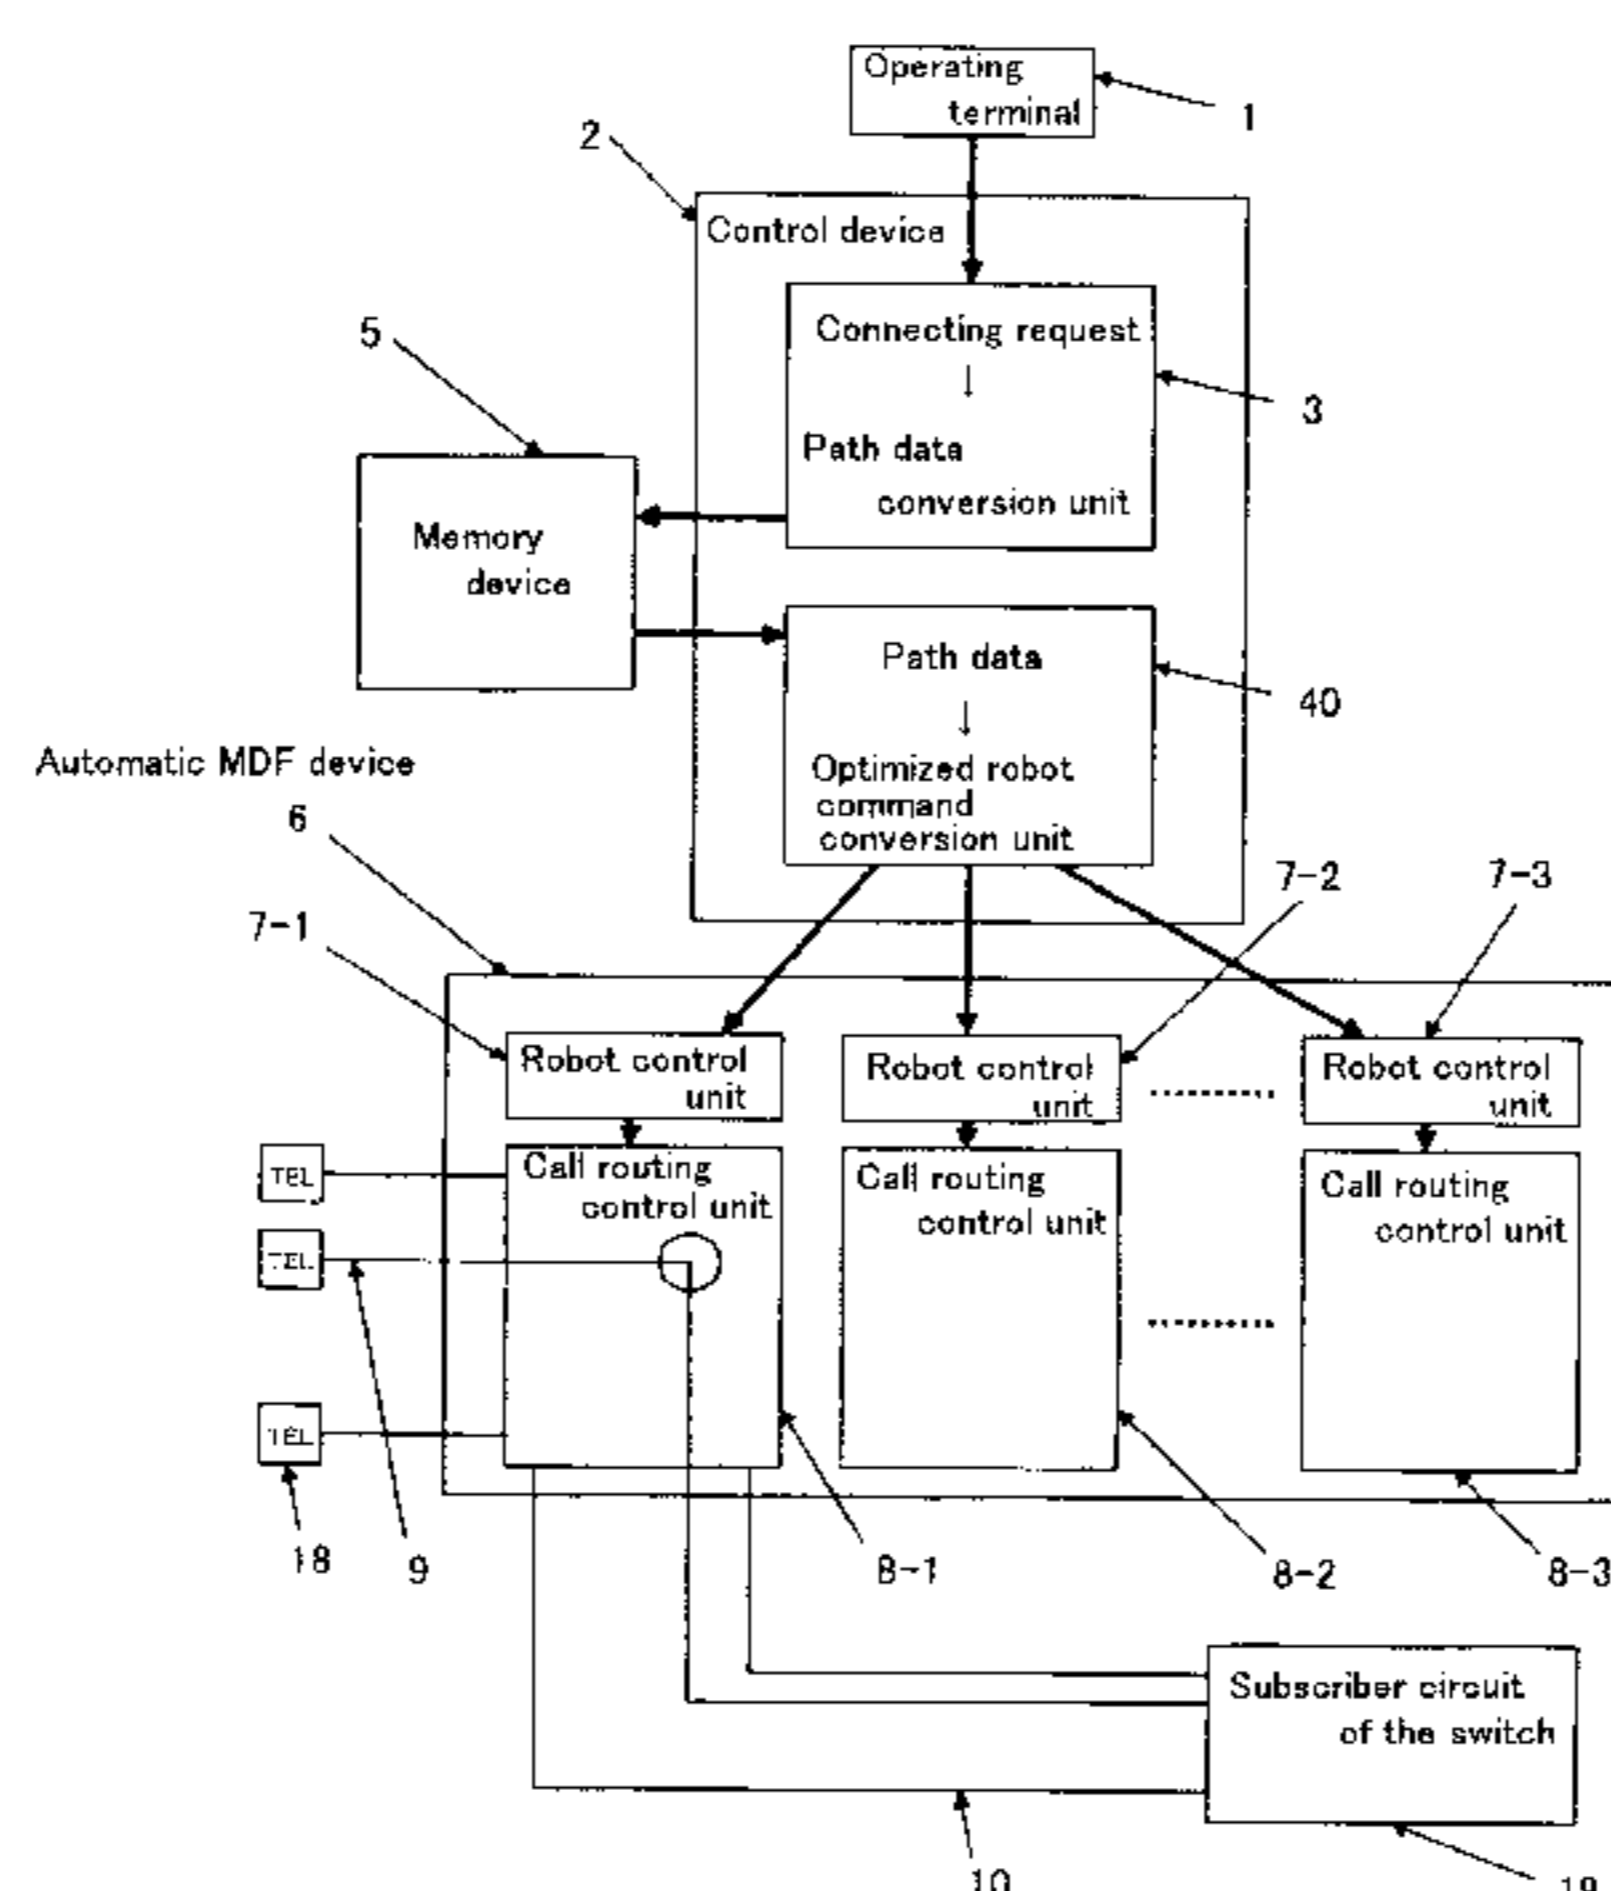 Operating
terminal
1
2
Control device
Connecting request
↓
Path data
conversion unit
3
5
Memory
device
Path data
↓
Optimized robot
command
conversion unit
40
Automatic MDF device
6
7-1
7-2
7-3
Robot control
unit
Robot control
unit
Robot control
unit
Call routing
control unit
Call routing
control unit
Call routing
control unit
TEL
TEL
TEL
18
9
8-1
8-2
8-3
Subscriber circuit
of the switch
10